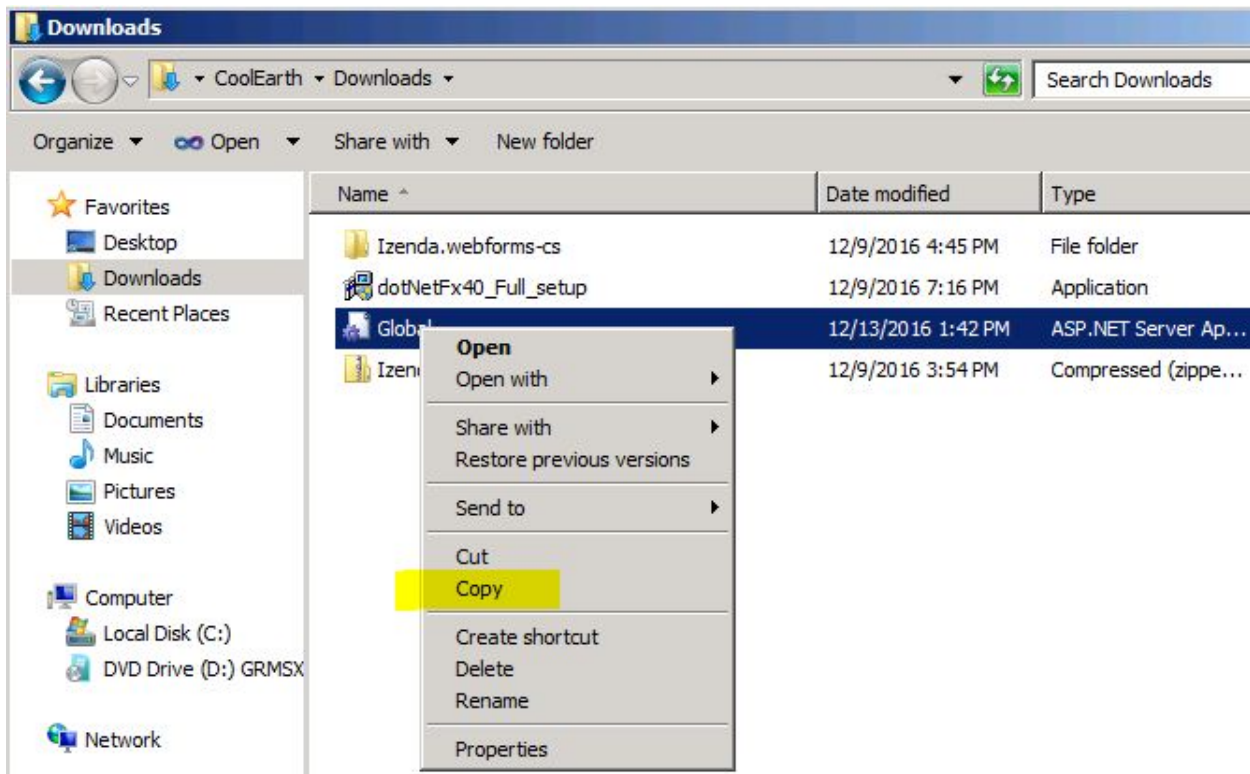 Downloads
CoolEarth Downloads Search Downloads
Organize Open Share with New folder
Name Date modified Type
Favorites
Desktop
Downloads
Recent Places
Libraries
Documents
Music
Pictures
Videos
Computer
Local Disk (C:)
DVD Drive (D:) GRMSX
Network
Izenda.webforms-cs 12/9/2016 4:45 PM File folder
dotNetFx40_Full_setup 12/9/2016 7:16 PM Application
Global 12/13/2016 1:42 PM ASP.NET Server Ap...
Izen 12/9/2016 3:54 PM Compressed (zippe...
Open
Open with
Share with
Restore previous versions
Send to
Cut
Copy
Create shortcut
Delete
Rename
Properties